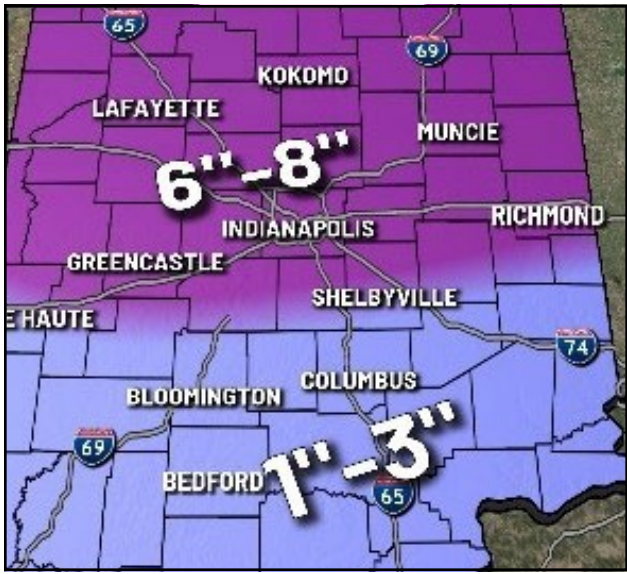 65
69
KOKOMO
LAFAYETTE
MUNCIE
6"-8"
RICHMOND
INDIANAPOLIS
GREENCASTLE
SHELBYVILLE
E HAUTE
74
COLUMBUS
BLOOMINGTON
69
1"-3"
BEDFORD
65